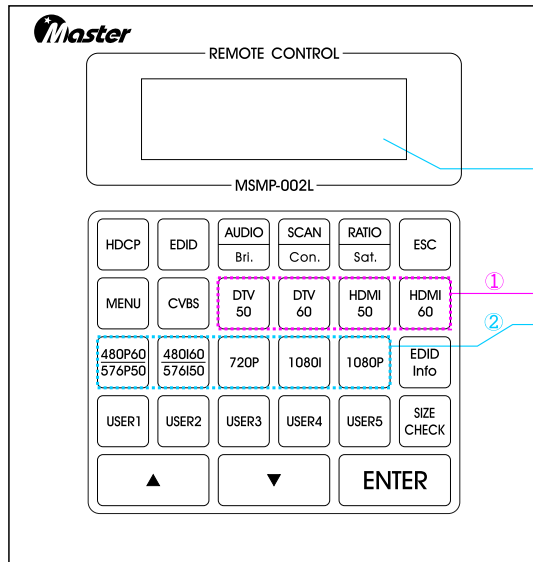 Master
REMOTE CONTROL
MSMP-002L
HDCP
EDID
AUDIO
Bri.
SCAN
Con.
RATIO
Sat.
ESC
MENU
CVBS
DTV
50
DTV
60
HDMI
50
HDMI
60
①
②
480P60
576P50
480I60
576I50
720P
1080I
1080P
EDID
Info
USER1
USER2
USER3
USER4
USER5
SIZE
CHECK
▲
▼
ENTER